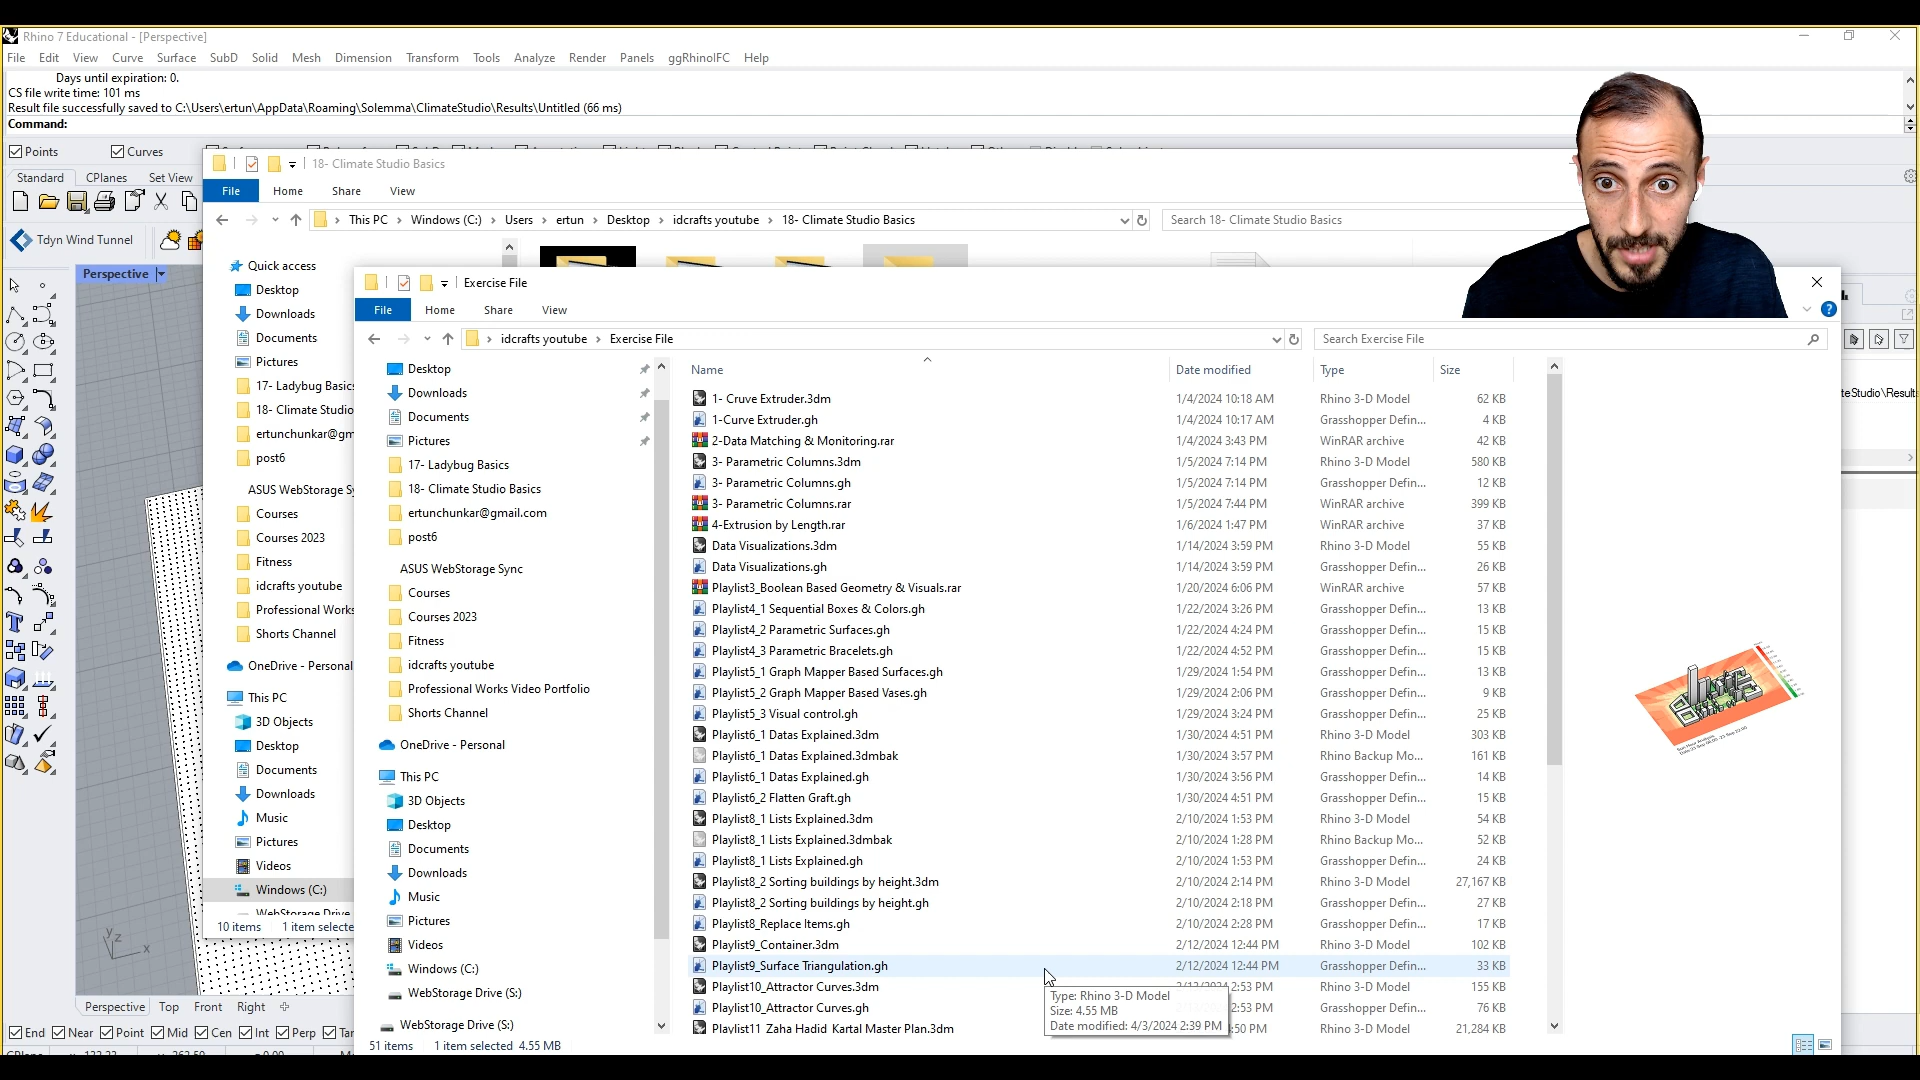 Rhino 7 Educational - [Perspective]
File Edit View Curve Surface SubD Solid Mesh Dimension Transform Tools Analyze Render Panels ggRhinoIFC Help
Days until expiration: 0.
CS file write time: 101 ms
Result file successfully saved to C:\Users\ertun\AppData\Roaming\Solemma\ClimateStudio\Results\Untitled (66 ms)
Command:
Points Curves
18- Climate Studio Basics
Standard CPlanes Set View
File Home Share View
This PC Windows (C:) Users ertun Desktop idcrafts youtube 18- Climate Studio Basics
Search 18- Climate Studio Basics
Tdyn Wind Tunnel
Perspective
Quick access
Desktop
Downloads
Documents
Pictures
17- Ladybug Basics
18- Climate Studio
ertunchunkar@gm
post6
ASUS WebStorage Sy
Courses
Courses 2023
Fitness
idcrafts youtube
Professional Works
Shorts Channel
OneDrive - Personal
This PC
3D Objects
Desktop
Documents
Downloads
Music
Pictures
Videos
Windows (C:)
WebStorage Drive
10 items 1 item selecte
Exercise File
File Home Share View
idcrafts youtube Exercise File
Search Exercise File
Desktop
Downloads
Documents
Pictures
17- Ladybug Basics
18- Climate Studio Basics
ertunchunkar@gmail.com
post6
ASUS WebStorage Sync
Courses
Courses 2023
Fitness
idcrafts youtube
Professional Works Video Portfolio
Shorts Channel
OneDrive - Personal
This PC
3D Objects
Desktop
Documents
Downloads
Music
Pictures
Videos
Windows (C:)
WebStorage Drive (S:)
WebStorage Drive (S:)
Name Date modified Type Size
1- Cruve Extruder.3dm 1/4/2024 10:18 AM Rhino 3-D Model 62 KB
1-Curve Extruder.gh 1/4/2024 10:17 AM Grasshopper Defin... 4 KB
2-Data Matching & Monitoring.rar 1/4/2024 3:43 PM WinRAR archive 42 KB
3- Parametric Columns.3dm 1/5/2024 7:14 PM Rhino 3-D Model 580 KB
3- Parametric Columns.gh 1/5/2024 7:14 PM Grasshopper Defin... 12 KB
3- Parametric Columns.rar 1/5/2024 7:44 PM WinRAR archive 399 KB
4-Extrusion by Length.rar 1/6/2024 1:47 PM WinRAR archive 37 KB
Data Visualizations.3dm 1/14/2024 3:59 PM Rhino 3-D Model 55 KB
Data Visualizations.gh 1/14/2024 3:59 PM Grasshopper Defin... 26 KB
Playlist3_Boolean Based Geometry & Visuals.rar 1/20/2024 6:06 PM WinRAR archive 57 KB
Playlist4_1 Sequential Boxes & Colors.gh 1/22/2024 3:26 PM Grasshopper Defin... 13 KB
Playlist4_2 Parametric Surfaces.gh 1/22/2024 4:24 PM Grasshopper Defin... 15 KB
Playlist4_3 Parametric Bracelets.gh 1/22/2024 4:52 PM Grasshopper Defin... 15 KB
Playlist5_1 Graph Mapper Based Surfaces.gh 1/29/2024 1:54 PM Grasshopper Defin... 13 KB
Playlist5_2 Graph Mapper Based Vases.gh 1/29/2024 2:06 PM Grasshopper Defin... 9 KB
Playlist5_3 Visual control.gh 1/29/2024 3:24 PM Grasshopper Defin... 25 KB
Playlist6_1 Datas Explained.3dm 1/30/2024 4:51 PM Rhino 3-D Model 303 KB
Playlist6_1 Datas Explained.3dmbak 1/30/2024 3:57 PM Rhino Backup Mo... 161 KB
Playlist6_1 Datas Explained.gh 1/30/2024 3:56 PM Grasshopper Defin... 14 KB
Playlist6_2 Flatten Graft.gh 1/30/2024 4:51 PM Grasshopper Defin... 15 KB
Playlist8_1 Lists Explained.3dm 2/10/2024 1:53 PM Rhino 3-D Model 54 KB
Playlist8_1 Lists Explained.3dmbak 2/10/2024 1:28 PM Rhino Backup Mo... 52 KB
Playlist8_1 Lists Explained.gh 2/10/2024 1:53 PM Grasshopper Defin... 24 KB
Playlist8_2 Sorting buildings by height.3dm 2/10/2024 2:14 PM Rhino 3-D Model 27,167 KB
Playlist8_2 Sorting buildings by height.gh 2/10/2024 2:18 PM Grasshopper Defin... 27 KB
Playlist8_Replace Items.gh 2/10/2024 2:28 PM Grasshopper Defin... 17 KB
Playlist9_Container.3dm 2/12/2024 12:44 PM Rhino 3-D Model 102 KB
Playlist9_Surface Triangulation.gh 2/12/2024 12:44 PM Grasshopper Defin... 33 KB
Playlist10_Attractor Curves.3dm 2:53 PM Rhino 3-D Model 155 KB
Playlist10_Attractor Curves.gh 2:53 PM Grasshopper Defin... 76 KB
Playlist11 Zaha Hadid Kartal Master Plan.3dm :50 PM Rhino 3-D Model 21,284 KB
Type: Rhino 3-D Model
Size: 4.55 MB
Date modified: 4/3/2024 2:39 PM
51 items 1 item selected 4.55 MB
teStudio\Result
y z x
Perspective Top Front Right
End Near Point Mid Cen Int Perp Tar